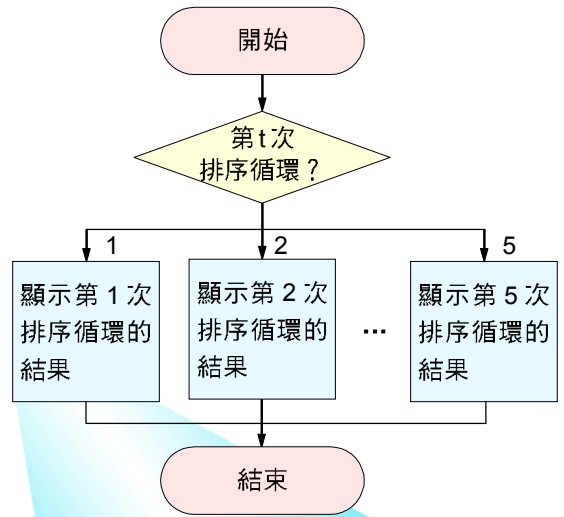 開始
第t次
排序循環？
1
2
5
顯示第 1 次
排序循環的
結果
顯示第 2 次
排序循環的
結果
...
顯示第 5 次
排序循環的
結果
結束